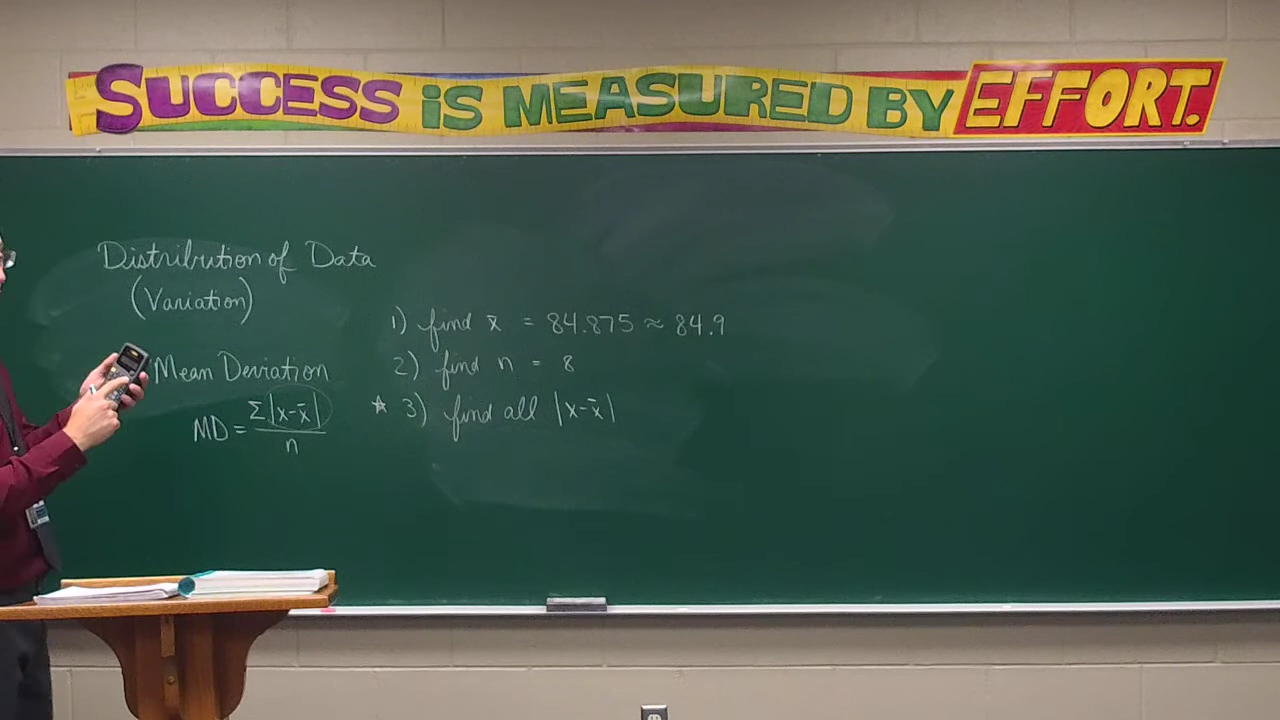 SUCCESS iS MEASURED BY EFFORT.
Distribution of Data
(Variation)
Mean Deviation
MD = Σ|x-x̄| / n
1) find x̄ = 84.875 ≈ 84.9
2) find n = 8
☆ 3) find all |x-x̄|